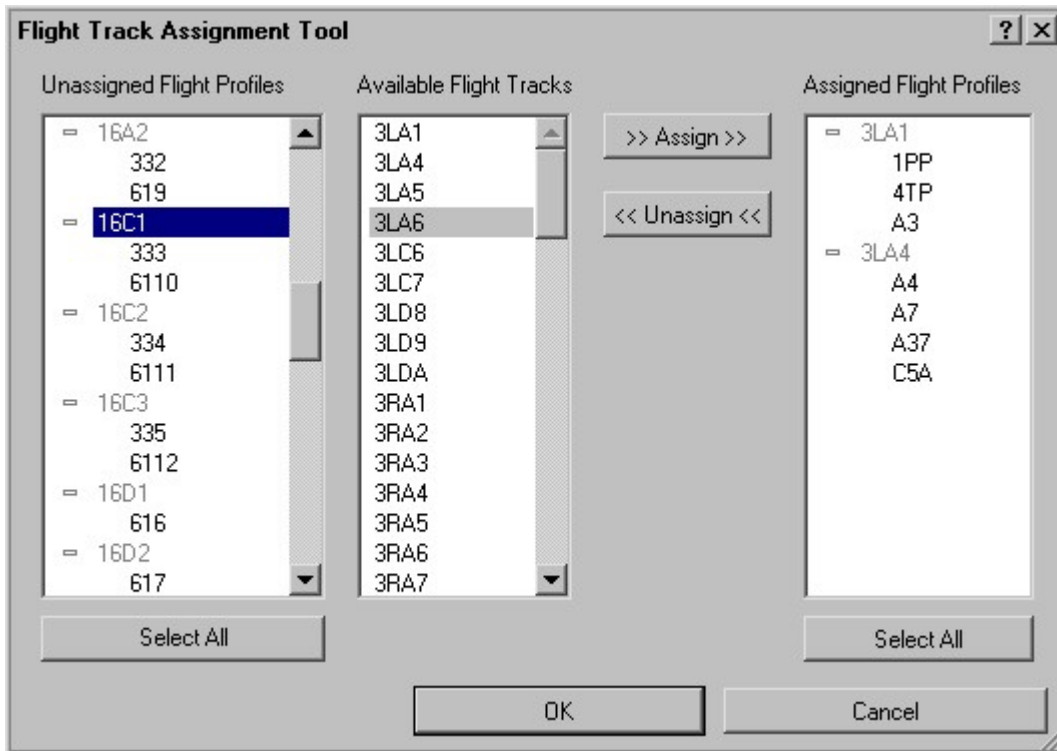 Flight Track Assignment Tool
Unassigned Flight Profiles
16A2
332
619
16C1
333
6110
16C2
334
6111
16C3
335
6112
16D1
616
16D2
617
Select All
Available Flight Tracks
3LA1
3LA4
3LA5
3LA6
3LC6
3LC7
3LD8
3LD9
3LDA
3RA1
3RA2
3RA3
3RA4
3RA5
3RA6
3RA7
>> Assign >>
<< Unassign <<
Assigned Flight Profiles
3LA1
1PP
4TP
A3
3LA4
A4
A7
A37
C5A
Select All
OK
Cancel